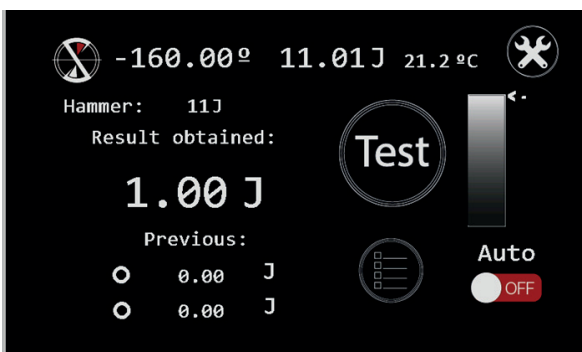 -160.00º 11.01J 21.2 ºC
Hammer: 11J
Result obtained:
1.00 J
Test
Previous:
0.00 J
0.00 J
Auto
OFF